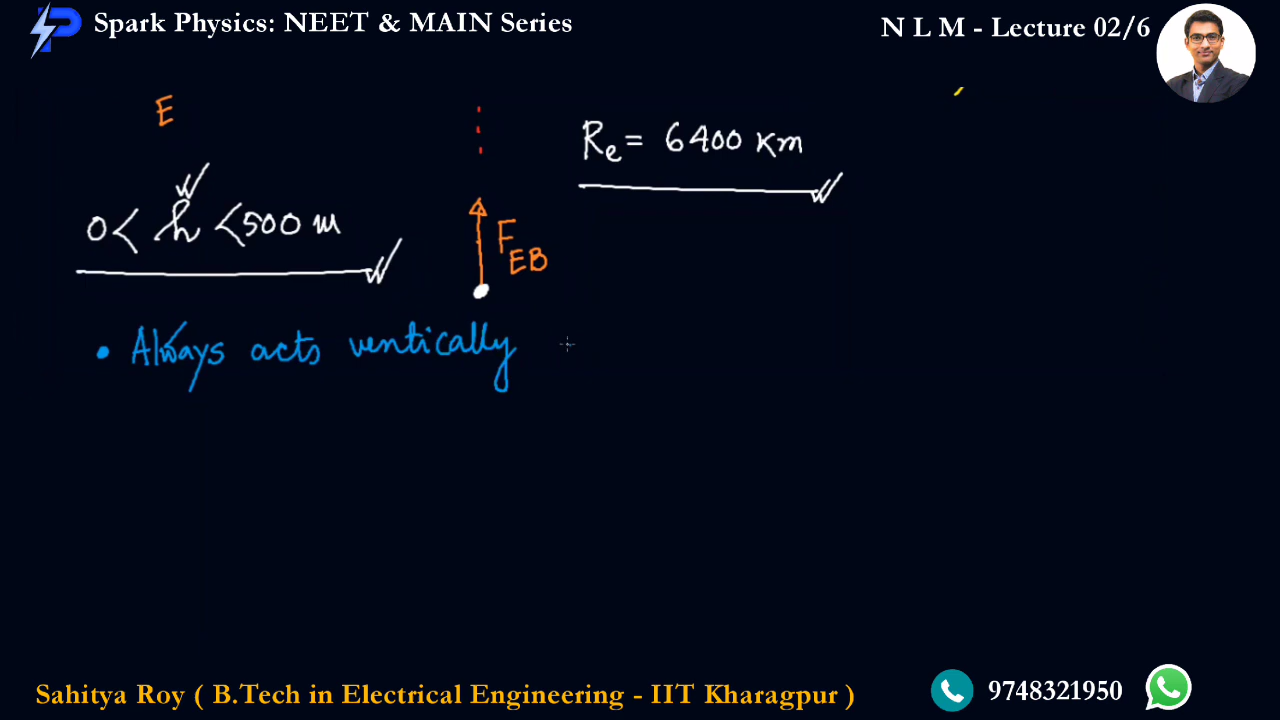 Spark Physics: NEET & MAIN Series
N L M - Lecture 02/6
E
Re = 6400 Km
0 < h < 500 m
FEB
• Always acts ventically
Sahitya Roy ( B.Tech in Electrical Engineering - IIT Kharagpur )
9748321950